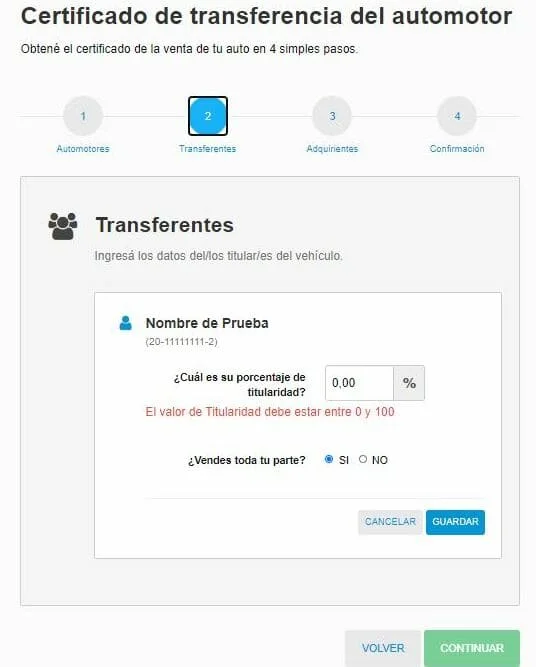 Certificado de transferencia del automotor
Obtené el certificado de la venta de tu auto en 4 simples pasos.
1 2 3 4
Automotores Transferentes Adquirientes Confirmación
Transferentes
Ingresá los datos del/los titular/es del vehículo.
Nombre de Prueba
(20-11111111-2)
¿Cuál es su porcentaje de
titularidad?
0,00 %
El valor de Titularidad debe estar entre 0 y 100
¿Vendes toda tu parte? SI NO
CANCELAR GUARDAR
VOLVER CONTINUAR